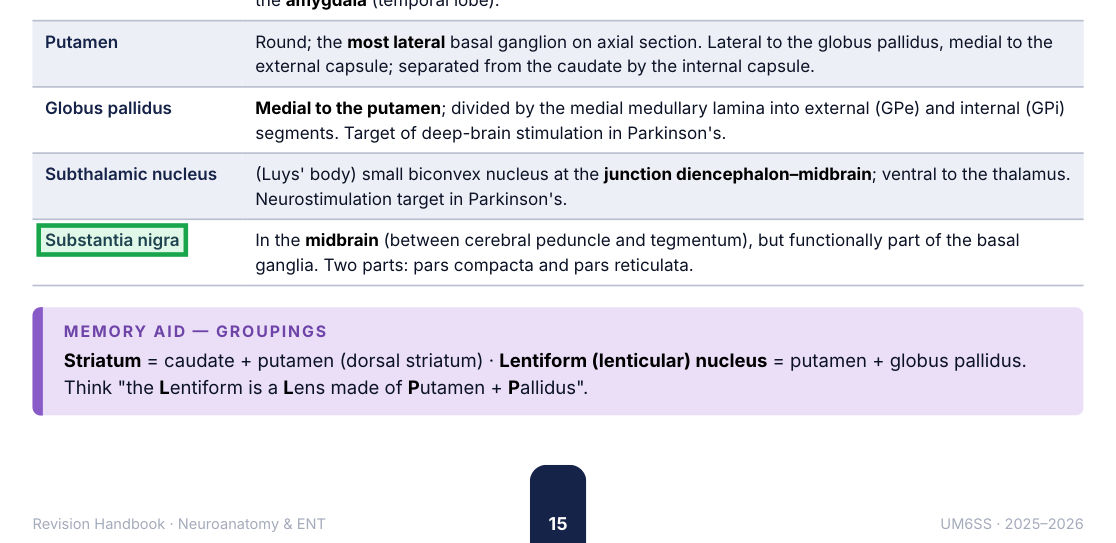 the amygdala (temporal lobe).
Putamen
Round; the most lateral basal ganglion on axial section. Lateral to the globus pallidus, medial to the
external capsule; separated from the caudate by the internal capsule.
Globus pallidus
Medial to the putamen; divided by the medial medullary lamina into external (GPe) and internal (GPi)
segments. Target of deep-brain stimulation in Parkinson's.
Subthalamic nucleus
(Luys' body) small biconvex nucleus at the junction diencephalon–midbrain; ventral to the thalamus.
Neurostimulation target in Parkinson's.
Substantia nigra
In the midbrain (between cerebral peduncle and tegmentum), but functionally part of the basal
ganglia. Two parts: pars compacta and pars reticulata.
MEMORY AID — GROUPINGS
Striatum = caudate + putamen (dorsal striatum) · Lentiform (lenticular) nucleus = putamen + globus pallidus.
Think "the Lentiform is a Lens made of Putamen + Pallidus".
Revision Handbook · Neuroanatomy & ENT
15
UM6SS · 2025–2026